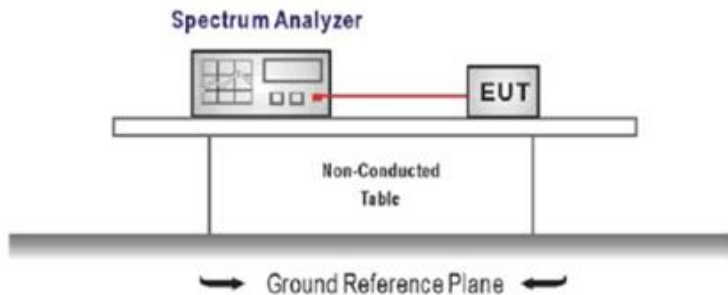 Spectrum Analyzer
EUT
Non-Conducted
Table
Ground Reference Plane